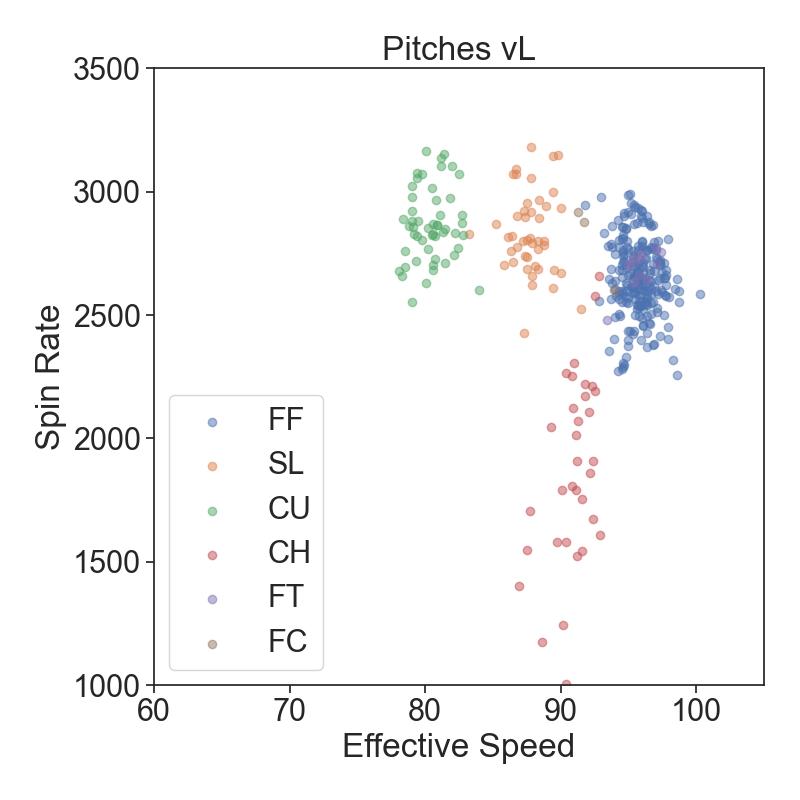 Pitches vL
3500
3000
2500
2000
1500
1000
Spin Rate
FF
SL
CU
CH
FT
FC
60 70 80 90 100
Effective Speed